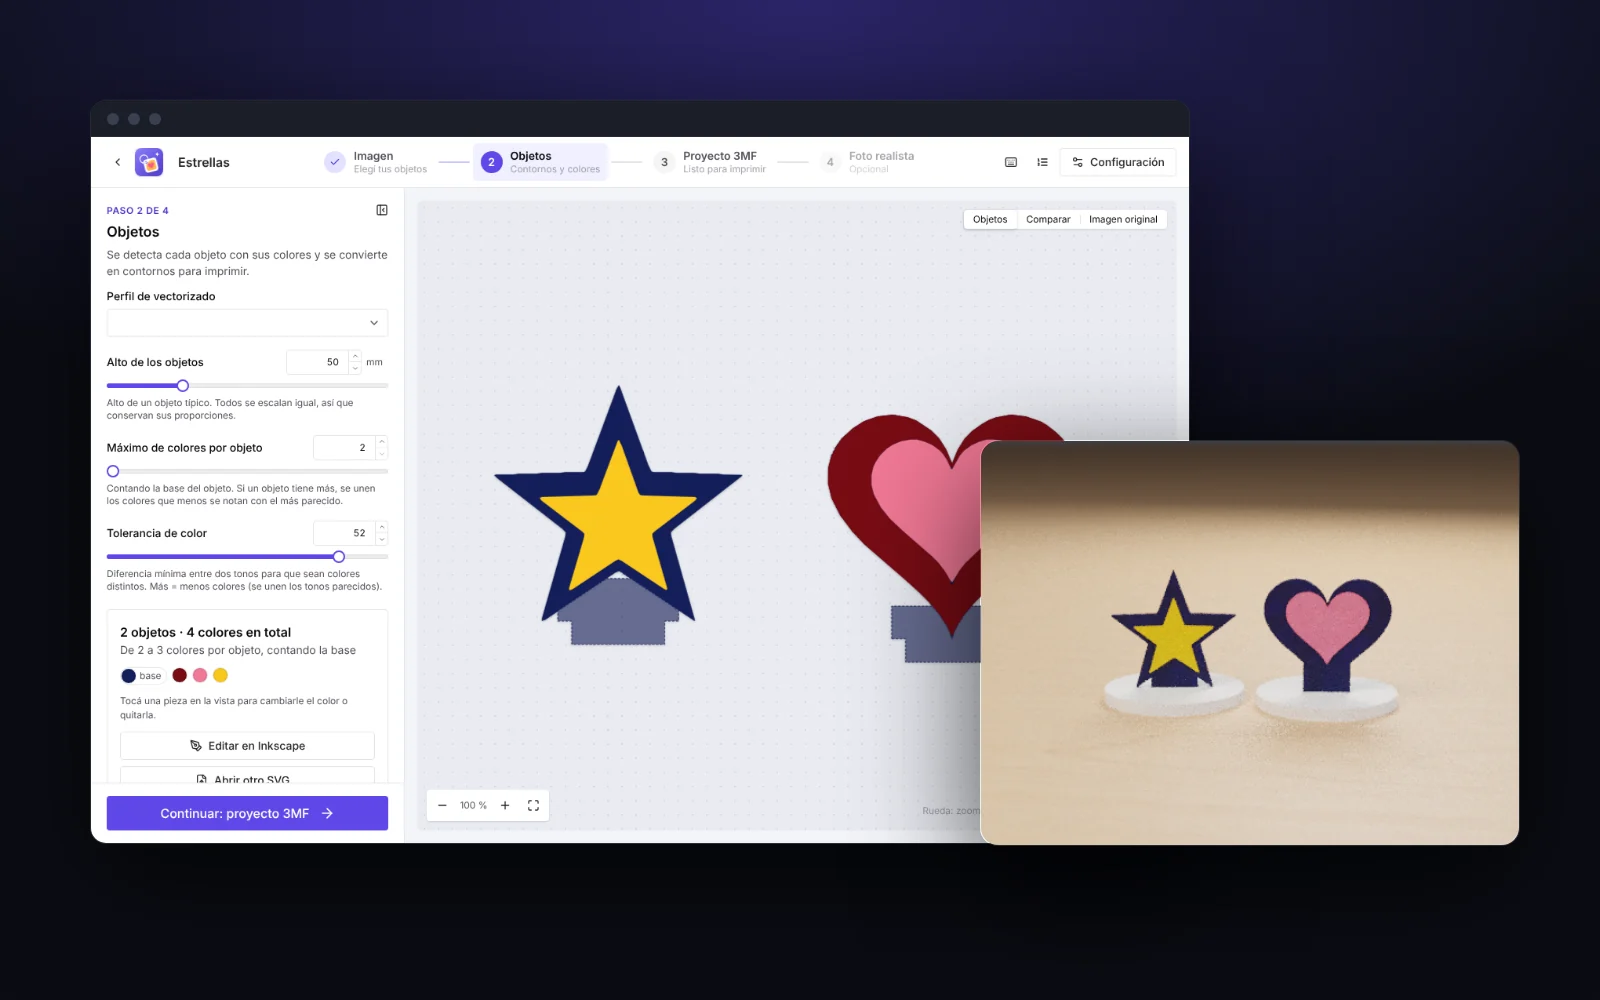 Estrellas
Imagen
Elegí tus objetos
2
Objetos
Contornos y colores
3
Proyecto 3MF
Listo para imprimir
4
Foto realista
Opcional
Configuración
PASO 2 DE 4
Objetos
Se detecta cada objeto con sus colores y se convierte
en contornos para imprimir.
Perfil de vectorizado
Alto de los objetos
50
mm
Alto de un objeto típico. Todos se escalan igual, así que
conservan sus proporciones.
Máximo de colores por objeto
2
Contando la base del objeto. Si un objeto tiene más, se unen
los colores que menos se notan con el más parecido.
Tolerancia de color
52
Diferencia mínima entre dos tonos para que sean colores
distintos. Más = menos colores (se unen los tonos parecidos).
2 objetos · 4 colores en total
De 2 a 3 colores por objeto, contando la base
base
Tocá una pieza en la vista para cambiarle el color o
quitarla.
Editar en Inkscape
Abrir otro SVG
Continuar: proyecto 3MF
Objetos
Comparar
Imagen original
100 %
Rueda: zoom